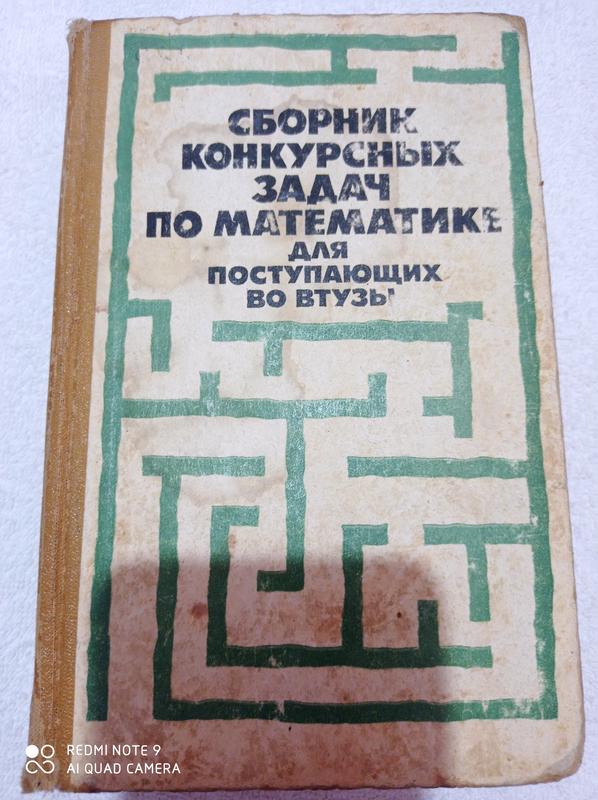 СБОРНИК
КОНКУРСНЫХ
ЗАДАЧ
ПО МАТЕМАТИКЕ
ДЛЯ
ПОСТУПАЮЩИХ
ВО ВТУЗЫ
REDMI NOTE 9
AI QUAD CAMERA